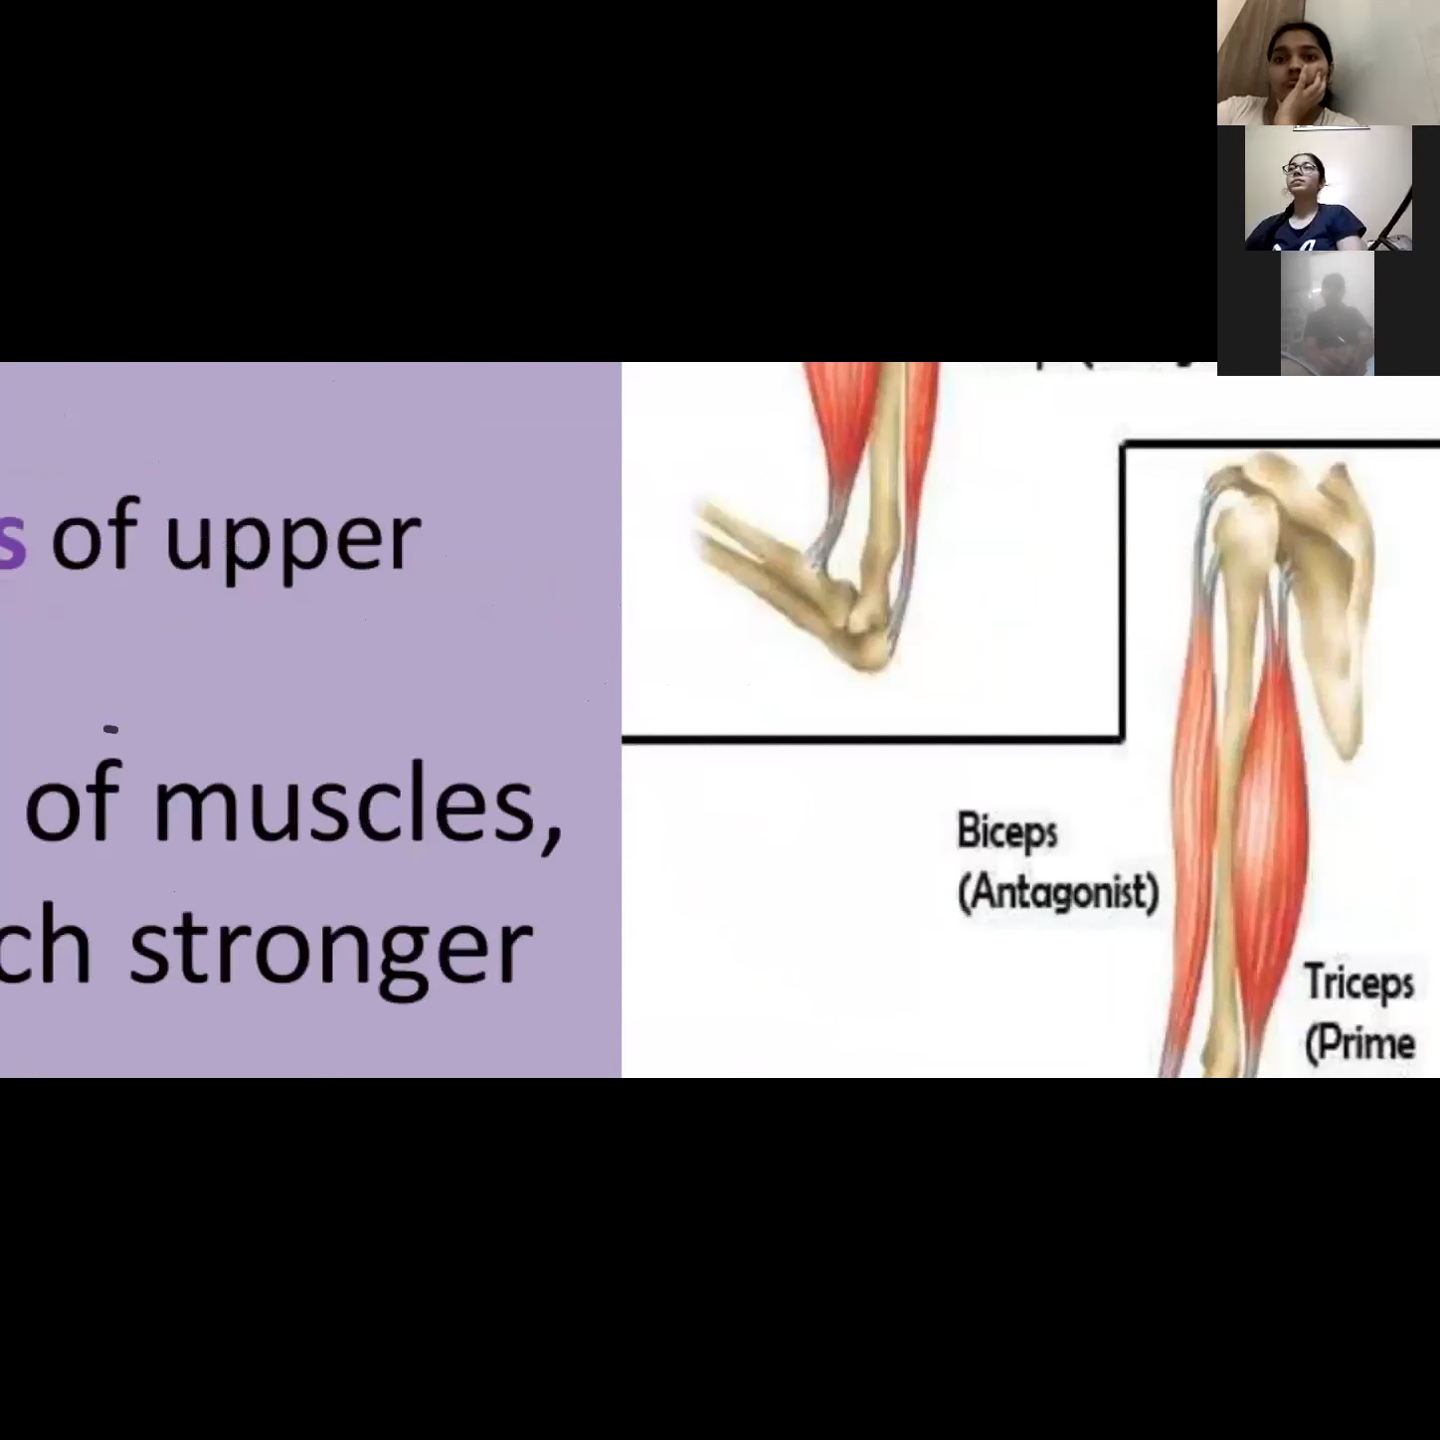 s of upper
of muscles,
ch stronger
Biceps
(Antagonist)
Triceps
(Prime